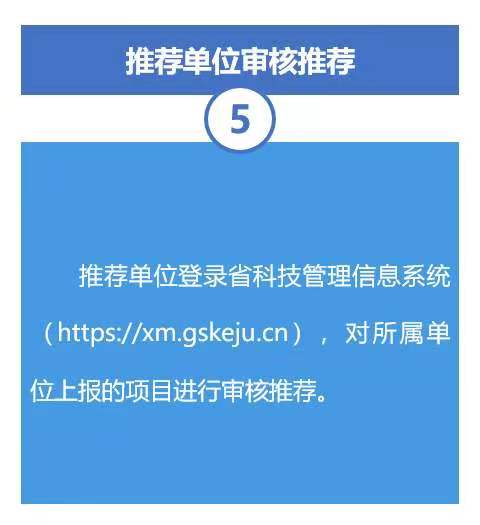 推荐单位审核推荐
5
推荐单位登录省科技管理信息系统
（https://xm.gskeju.cn），对所属单
位上报的项目进行审核推荐。